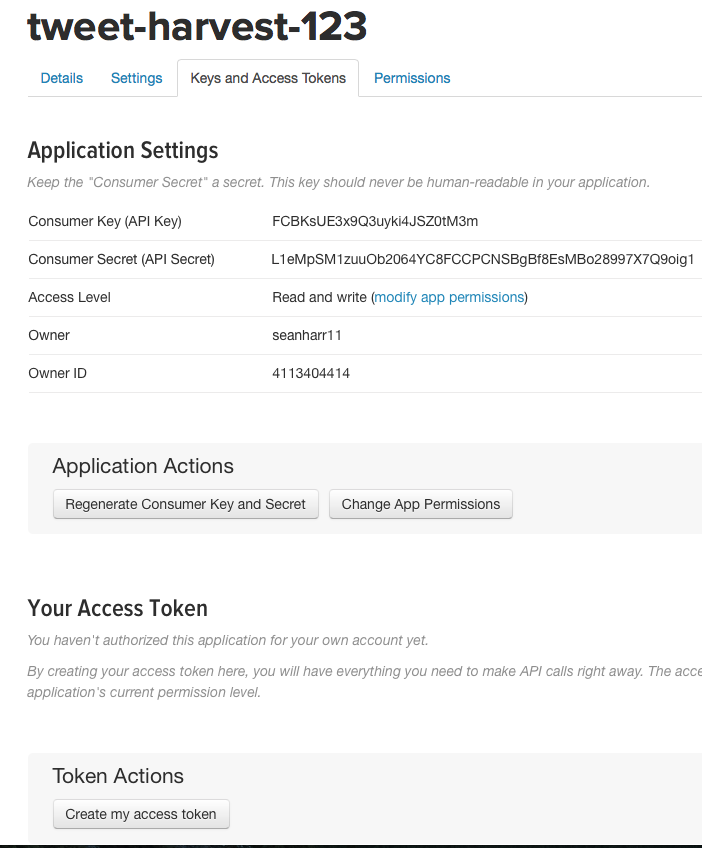 tweet-harvest-123
Details Settings Keys and Access Tokens Permissions
Application Settings
Keep the "Consumer Secret" a secret. This key should never be human-readable in your application.
Consumer Key (API Key) FCBKsUE3x9Q3uyki4JSZ0tM3m
Consumer Secret (API Secret) L1eMpSM1zuuOb2064YC8FCCPCNSBgBf8EsMBo28997X7Q9oig1
Access Level Read and write (modify app permissions)
Owner seanharr11
Owner ID 4113404414
Application Actions
Regenerate Consumer Key and Secret Change App Permissions
Your Access Token
You haven't authorized this application for your own account yet.
By creating your access token here, you will have everything you need to make API calls right away. The acce
application's current permission level.
Token Actions
Create my access token